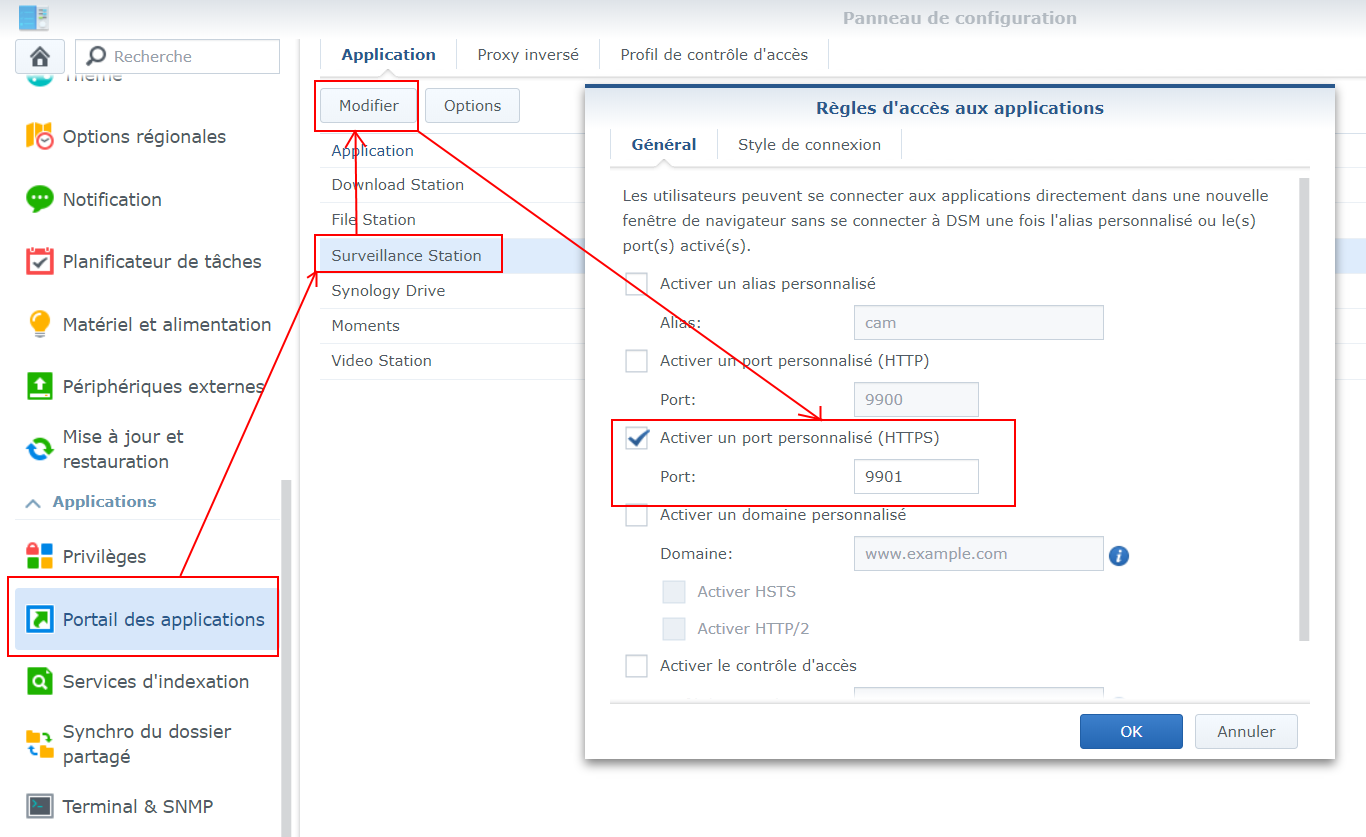 Panneau de configuration
Recherche
Thème
Options régionales
Notification
Planificateur de tâches
Matériel et alimentation
Périphériques externes
Mise à jour et
restauration
Applications
Privilèges
Portail des applications
Services d'indexation
Synchro du dossier
partagé
Terminal & SNMP
Application
Proxy inversé
Profil de contrôle d'accès
Modifier
Options
Application
Download Station
File Station
Surveillance Station
Synology Drive
Moments
Video Station
Règles d'accès aux applications
Général
Style de connexion
Les utilisateurs peuvent se connecter aux applications directement dans une nouvelle
fenêtre de navigateur sans se connecter à DSM une fois l'alias personnalisé ou le(s)
port(s) activé(s).
Activer un alias personnalisé
Alias: cam
Activer un port personnalisé (HTTP)
Port: 9900
Activer un port personnalisé (HTTPS)
Port: 9901
Activer un domaine personnalisé
Domaine: www.example.com
Activer HSTS
Activer HTTP/2
Activer le contrôle d'accès
OK
Annuler